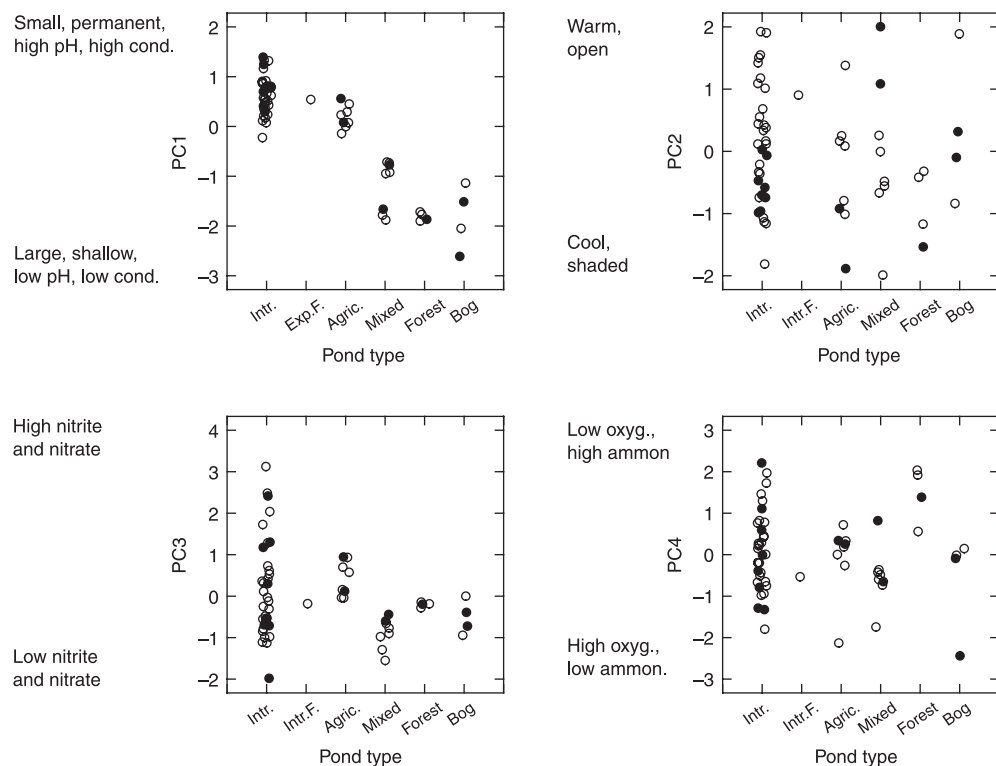 Small, permanent,
high pH, high cond.
Large, shallow,
low pH, low cond.
PC1
2
1
0
–1
–2
–3
Intr.
Exp.F.
Agric.
Mixed
Forest
Bog
Pond type
Warm,
open
Cool,
shaded
PC2
2
1
0
–1
–2
Intr.
Intr.F.
Agric.
Mixed
Forest
Bog
Pond type
High nitrite
and nitrate
Low nitrite
and nitrate
PC3
4
3
2
1
0
–1
–2
Intr.
Intr.F.
Agric.
Mixed
Forest
Bog
Pond type
Low oxyg.,
high ammon
High oxyg.,
low ammon.
PC4
3
2
1
0
–1
–2
–3
Intr.
Intr.F.
Agric.
Mixed
Forest
Bog
Pond type